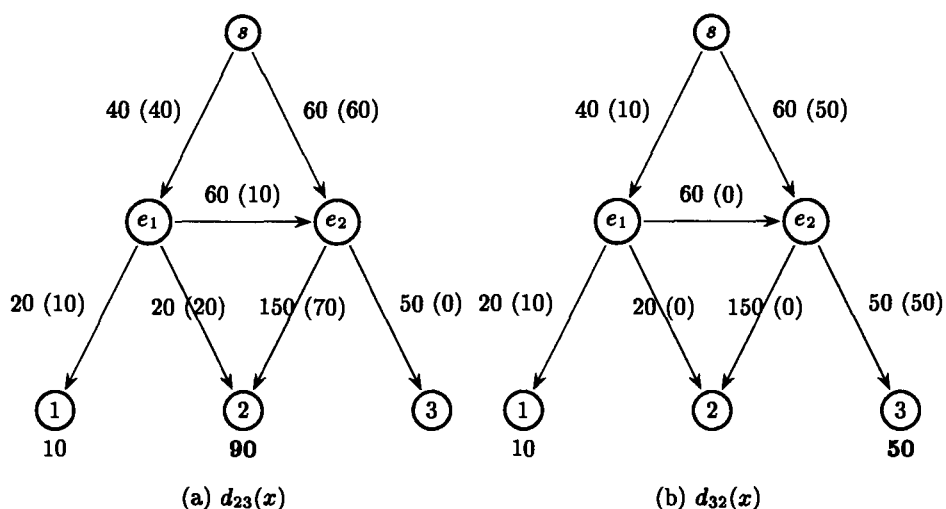 s s
40 (40) 60 (60) 40 (10) 60 (50)
60 (10) 60 (0)
e1 e2 e1 e2
20 (10) 20 (20) 150 (70) 50 (0) 20 (10) 20 (0) 150 (0) 50 (50)
1 2 3 1 2 3
10 90 10 50
(a) d23(x) (b) d32(x)